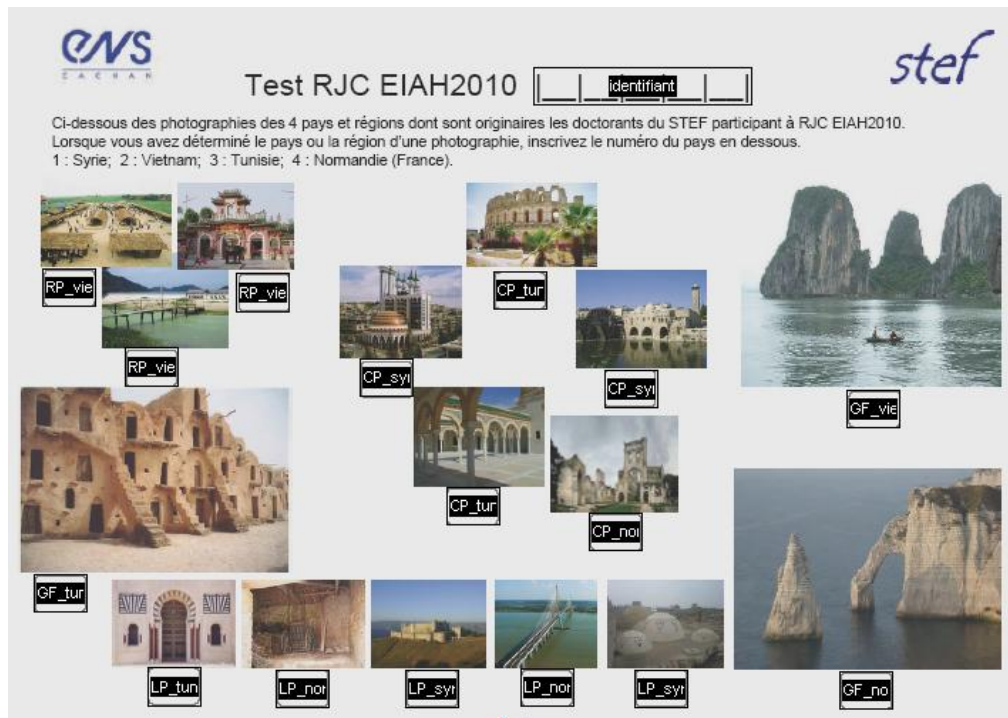 ens
CACHAN
stef
Test RJC EIAH2010
identifiant
Ci-dessous des photographies des 4 pays et régions dont sont originaires les doctorants du STEF participant à RJC EIAH2010.
Lorsque vous avez déterminé le pays ou la région d'une photographie, inscrivez le numéro du pays en dessous.
1 : Syrie; 2 : Vietnam; 3 : Tunisie; 4 : Normandie (France).
RP_vie
RP_vie
CP_tur
RP_vie
CP_syr
CP_syr
GF_vie
CP_tur
CP_nor
GF_tur
LP_tun
LP_nor
LP_syr
LP_nor
LP_syr
GF_no